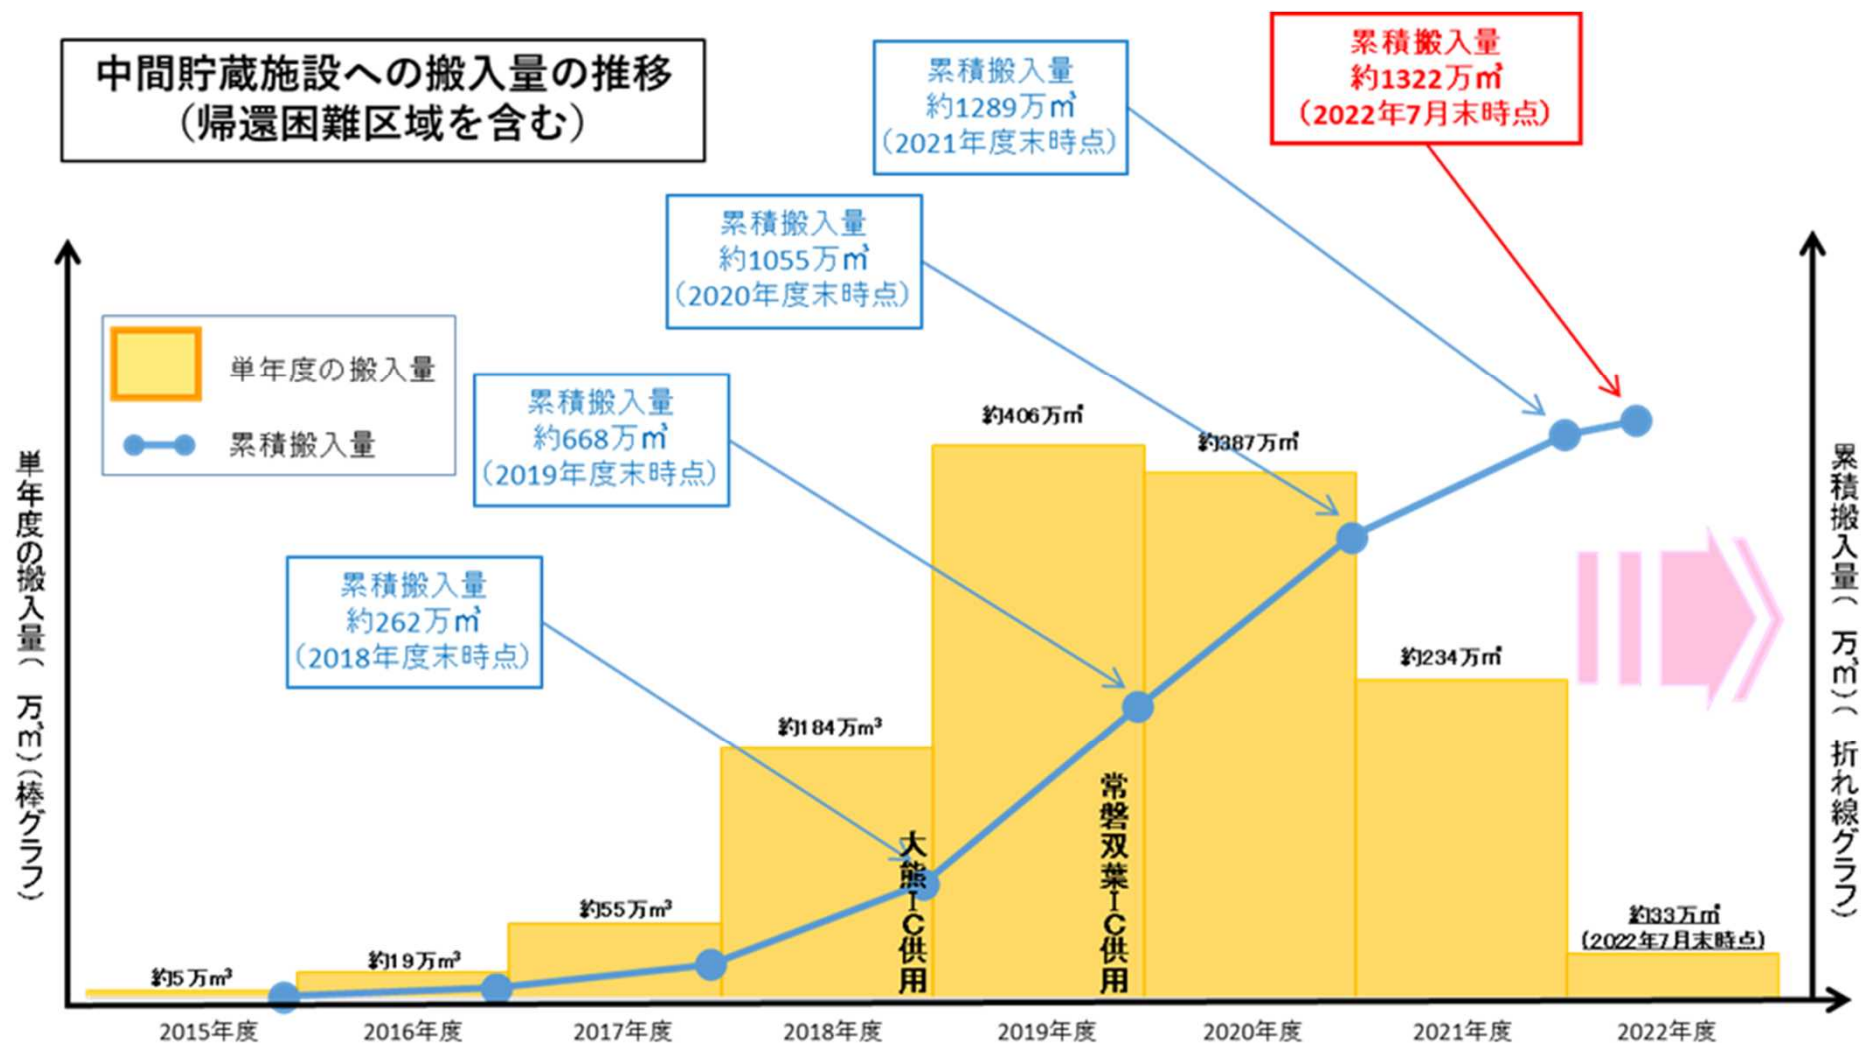 中間貯蔵施設への搬入量の推移
（帰還困難区域を含む）
累積搬入量
約1289万㎥
（2021年度末時点）
累積搬入量
約1322万㎥
（2022年7月末時点）
累積搬入量
約1055万㎥
（2020年度末時点）
単年度の搬入量
累積搬入量
累積搬入量
約668万㎥
（2019年度末時点）
累積搬入量
約262万㎥
（2018年度末時点）
単年度の搬入量（　万㎥）（棒グラフ）
累積搬入量（　万㎥）（　折れ線グラフ）
約5万m³
約19万m³
約55万m³
約184万m³
約406万㎥
約387万㎥
約234万㎥
約33万㎥
（2022年7月末時点）
大熊IC供用
常磐双葉IC供用
2015年度
2016年度
2017年度
2018年度
2019年度
2020年度
2021年度
2022年度